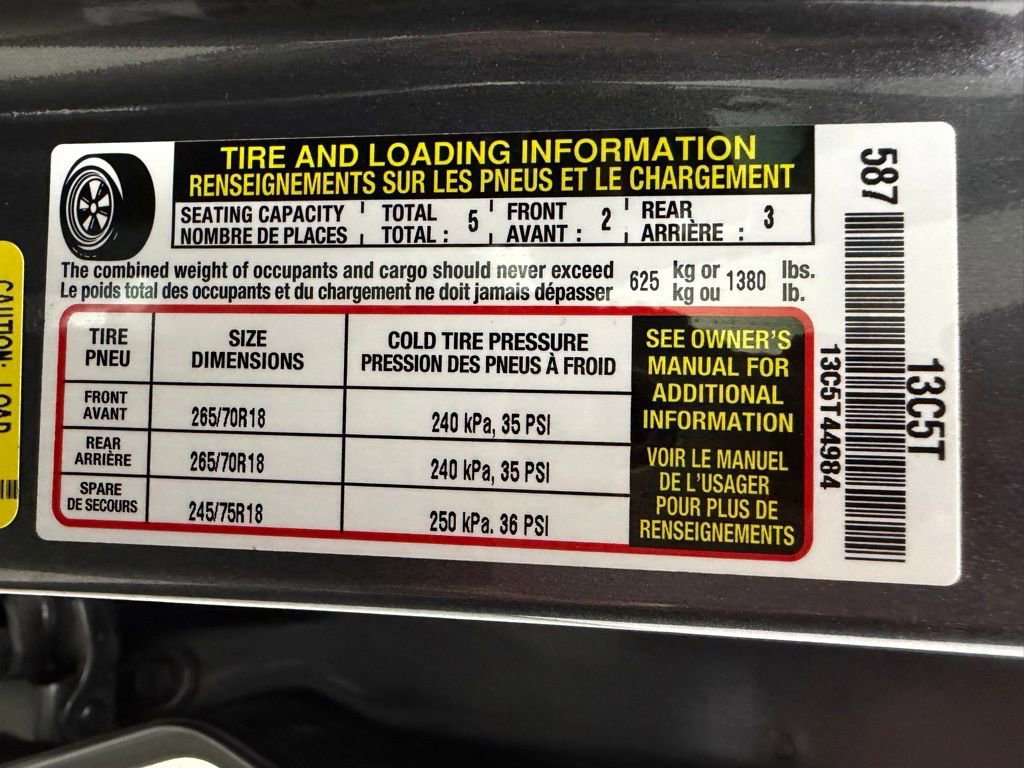 TIRE AND LOADING INFORMATION
RENSEIGNEMENTS SUR LES PNEUS ET LE CHARGEMENT
SEATING CAPACITY TOTAL 5 FRONT 2 REAR 3
NOMBRE DE PLACES TOTAL : AVANT : ARRIÈRE :
The combined weight of occupants and cargo should never exceed 625 kg or 1380 lbs.
Le poids total des occupants et du chargement ne doit jamais dépasser kg ou lb.
TIRE
PNEU
SIZE
DIMENSIONS
COLD TIRE PRESSURE
PRESSION DES PNEUS À FROID
FRONT
AVANT
265/70R18
240 kPa, 35 PSI
REAR
ARRIÈRE
265/70R18
240 kPa, 35 PSI
SPARE
DE SECOURS
245/75R18
250 kPa. 36 PSI
SEE OWNER'S
MANUAL FOR
ADDITIONAL
INFORMATION
VOIR LE MANUEL
DE L'USAGER
POUR PLUS DE
RENSEIGNEMENTS
587
13C5T44984
13C5T
CAUTION: LOAD